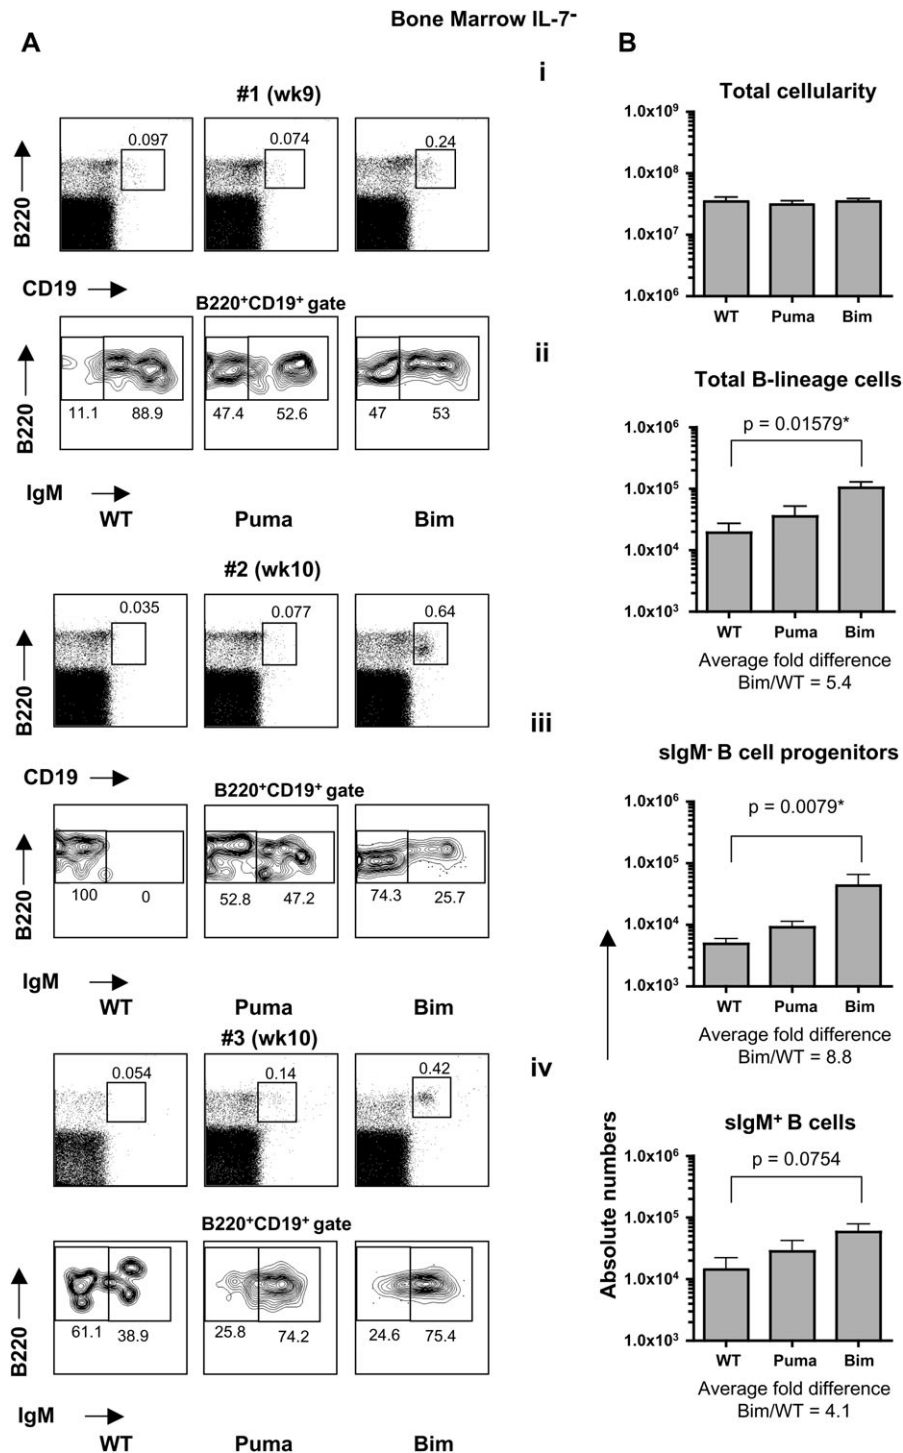 Bone Marrow IL-7-
A
#1 (wk9)
0.097 0.074 0.24
B220
CD19
B220+CD19+ gate
11.1 88.9 47.4 52.6 47 53
B220
IgM
WT Puma Bim
#2 (wk10)
0.035 0.077 0.64
B220
CD19
B220+CD19+ gate
100 0 52.8 47.2 74.3 25.7
B220
IgM
WT Puma Bim
#3 (wk10)
0.054 0.14 0.42
B220+CD19+ gate
61.1 38.9 25.8 74.2 24.6 75.4
B220
IgM
WT Puma Bim
B
i
Total cellularity
1.0x10⁹
1.0x10⁸
1.0x10⁷
1.0x10⁶
WT Puma Bim
ii
Total B-lineage cells
p = 0.01579*
1.0x10⁶
1.0x10⁵
1.0x10⁴
1.0x10³
WT Puma Bim
Average fold difference
Bim/WT = 5.4
iii
sIgM- B cell progenitors
p = 0.0079*
1.0x10⁶
1.0x10⁵
1.0x10⁴
1.0x10³
WT Puma Bim
Average fold difference
Bim/WT = 8.8
iv
sIgM+ B cells
p = 0.0754
1.0x10⁶
1.0x10⁵
1.0x10⁴
1.0x10³
Absolute numbers
WT Puma Bim
Average fold difference
Bim/WT = 4.1